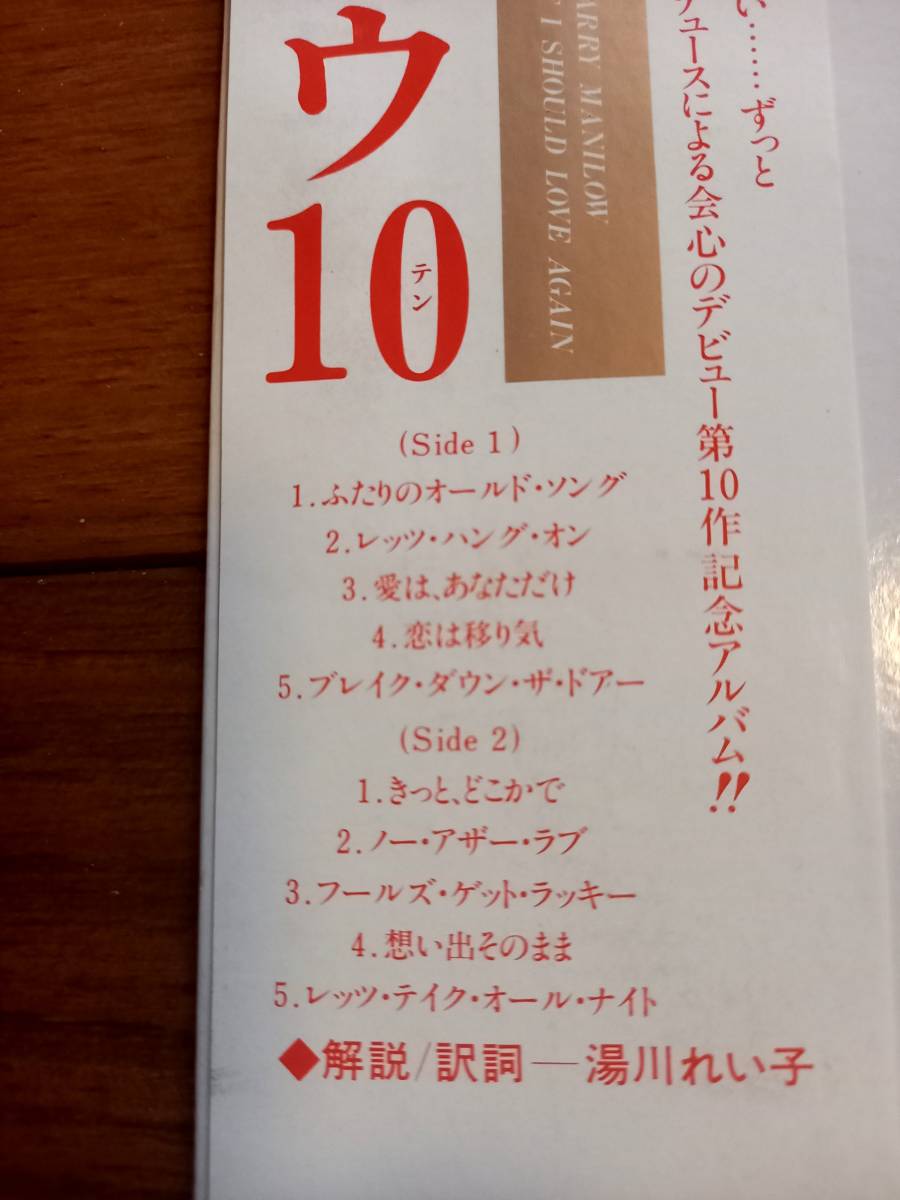 い……ずっと
ュースによる会心のデビュー第10作記念アルバム!!
ARRY MANILOW
I SHOULD LOVE AGAIN
ウ
10
テン
(Side 1)
1.ふたりのオールド・ソング
2.レッツ・ハング・オン
3.愛は、あなただけ
4.恋は移り気
5.ブレイク・ダウン・ザ・ドアー
(Side 2)
1.きっと、どこかで
2.ノー・アザー・ラブ
3.フールズ・ゲット・ラッキー
4.想い出そのまま
5.レッツ・テイク・オール・ナイト
◆解説/訳詞―湯川れい子